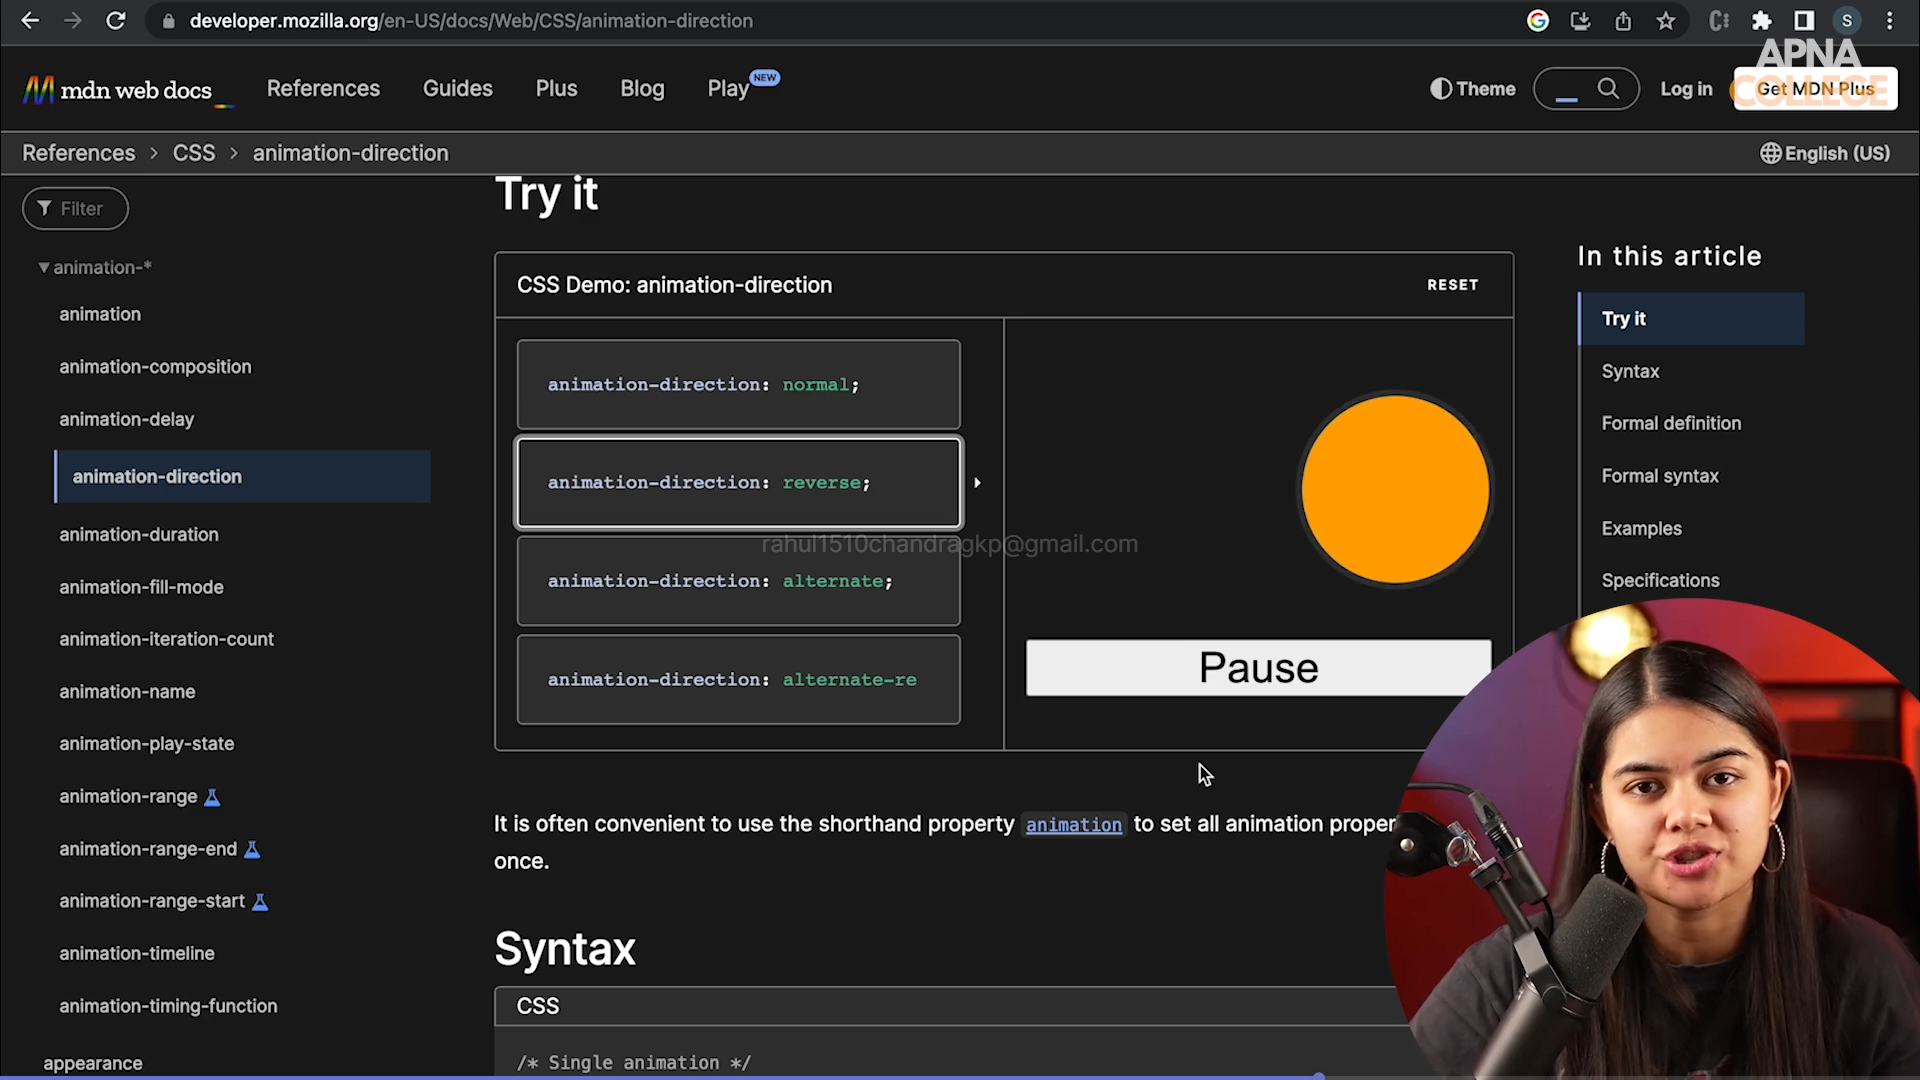 developer.mozilla.org/en-US/docs/Web/CSS/animation-direction
S
APNA
COLLEGE
mdn web docs
References
Guides
Plus
Blog
Play
NEW
Theme
Log in
Get MDN Plus
References > CSS > animation-direction
English (US)
Filter
animation-*
animation
animation-composition
animation-delay
animation-direction
animation-duration
animation-fill-mode
animation-iteration-count
animation-name
animation-play-state
animation-range
animation-range-end
animation-range-start
animation-timeline
animation-timing-function
appearance
Try it
CSS Demo: animation-direction
RESET
animation-direction: normal;
animation-direction: reverse;
animation-direction: alternate;
animation-direction: alternate-re
Pause
rahul1510chandragkp@gmail.com
It is often convenient to use the shorthand property animation to set all animation proper
once.
Syntax
CSS
/* Single animation */
In this article
Try it
Syntax
Formal definition
Formal syntax
Examples
Specifications